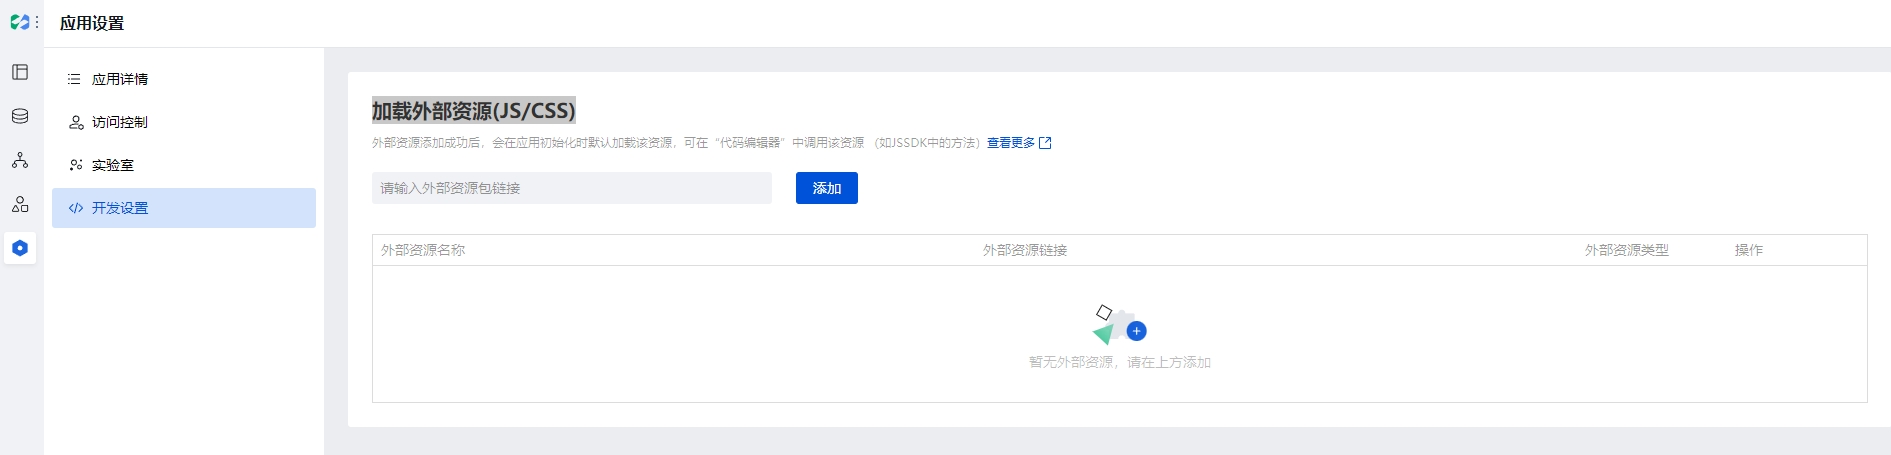 应用设置
应用详情
访问控制
实验室
开发设置
加载外部资源(JS/CSS)
外部资源添加成功后，会在应用初始化时默认加载该资源，可在“代码编辑器”中调用该资源 （如JSSDK中的方法） 查看更多
请输入外部资源包链接 添加
外部资源名称 外部资源链接 外部资源类型 操作
暂无外部资源，请在上方添加